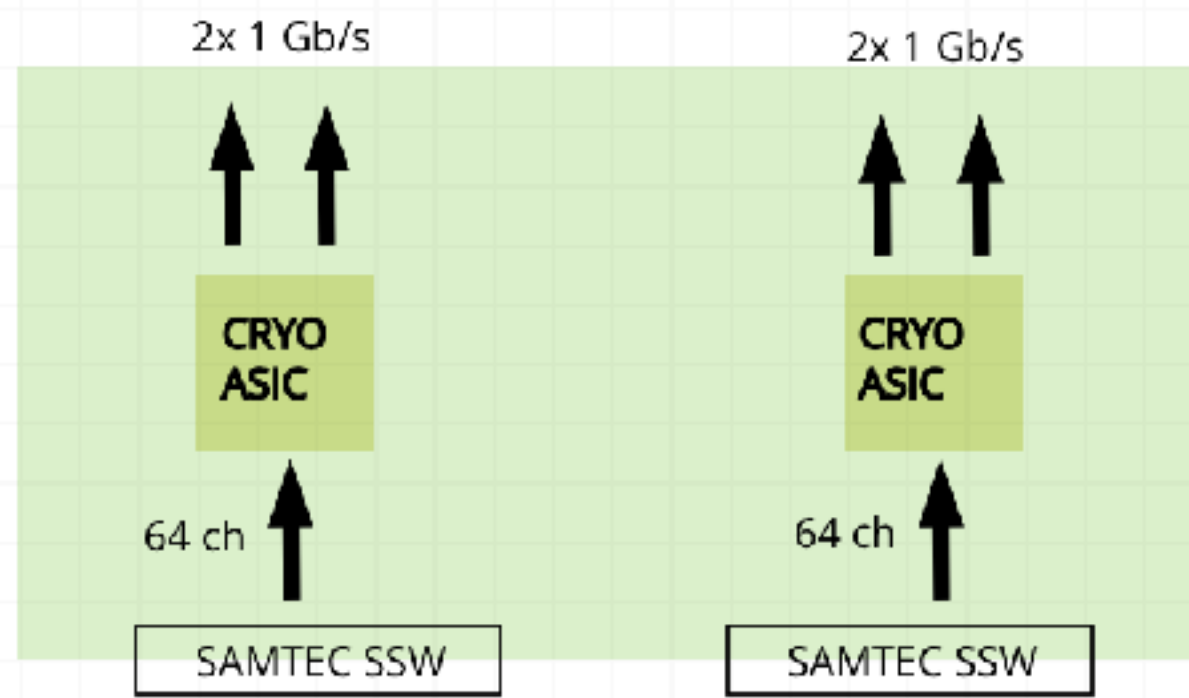 2x 1 Gb/s
2x 1 Gb/s
CRYO
ASIC
CRYO
ASIC
64 ch
64 ch
SAMTEC SSW
SAMTEC SSW